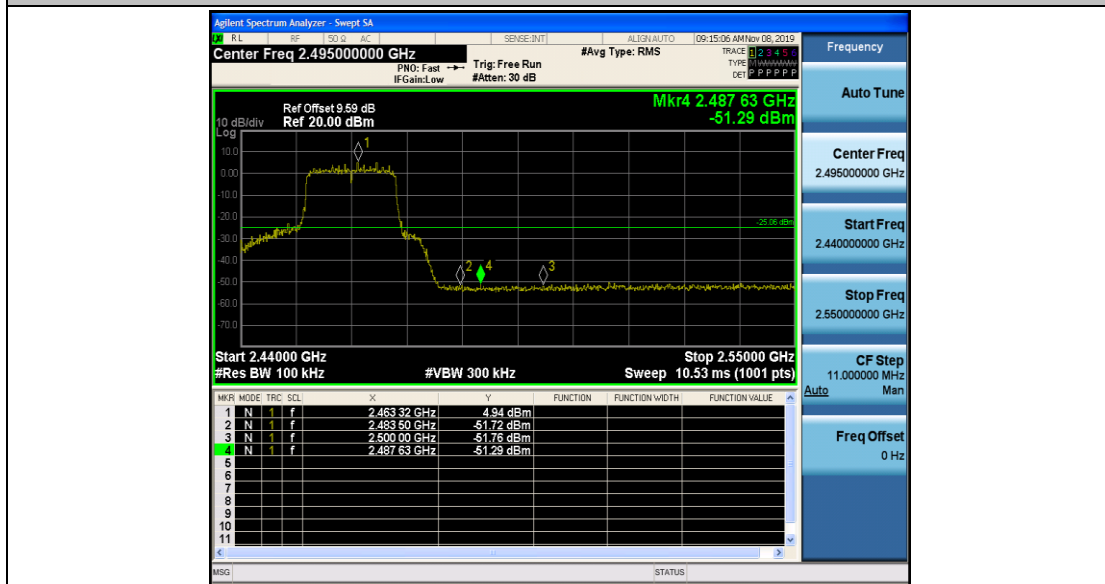 Agilent Spectrum Analyzer - Swept SA
RL RF 50 Ω AC SENSE:INT ALIGNAUTO 09:15:06 AM Nov 08, 2019
Center Freq 2.495000000 GHz #Avg Type: RMS TRACE 1 2 3 4 5 6
PNO: Fast Trig: Free Run TYPE
IFGain:Low #Atten: 30 dB DET P P P P P P
Mkr4 2.487 63 GHz
-51.29 dBm
Ref Offset 9.59 dB
10 dB/div Ref 20.00 dBm
Log
10.0
0.00
-10.0
-20.0
-30.0
-40.0
-50.0
-60.0
-70.0
1
2
4
3
-25.06 dBm
Start 2.44000 GHz Stop 2.55000 GHz
#Res BW 100 kHz #VBW 300 kHz Sweep 10.53 ms (1001 pts)
MKR MODE TRC SCL X Y FUNCTION FUNCTION WIDTH FUNCTION VALUE
1 N 1 f 2.463 32 GHz 4.94 dBm
2 N 1 f 2.483 50 GHz -51.72 dBm
3 N 1 f 2.500 00 GHz -51.76 dBm
4 N 1 f 2.487 63 GHz -51.29 dBm
5
6
7
8
9
10
11
MSG STATUS
Frequency
Auto Tune
Center Freq
2.495000000 GHz
Start Freq
2.440000000 GHz
Stop Freq
2.550000000 GHz
CF Step
11.000000 MHz
Auto Man
Freq Offset
0 Hz